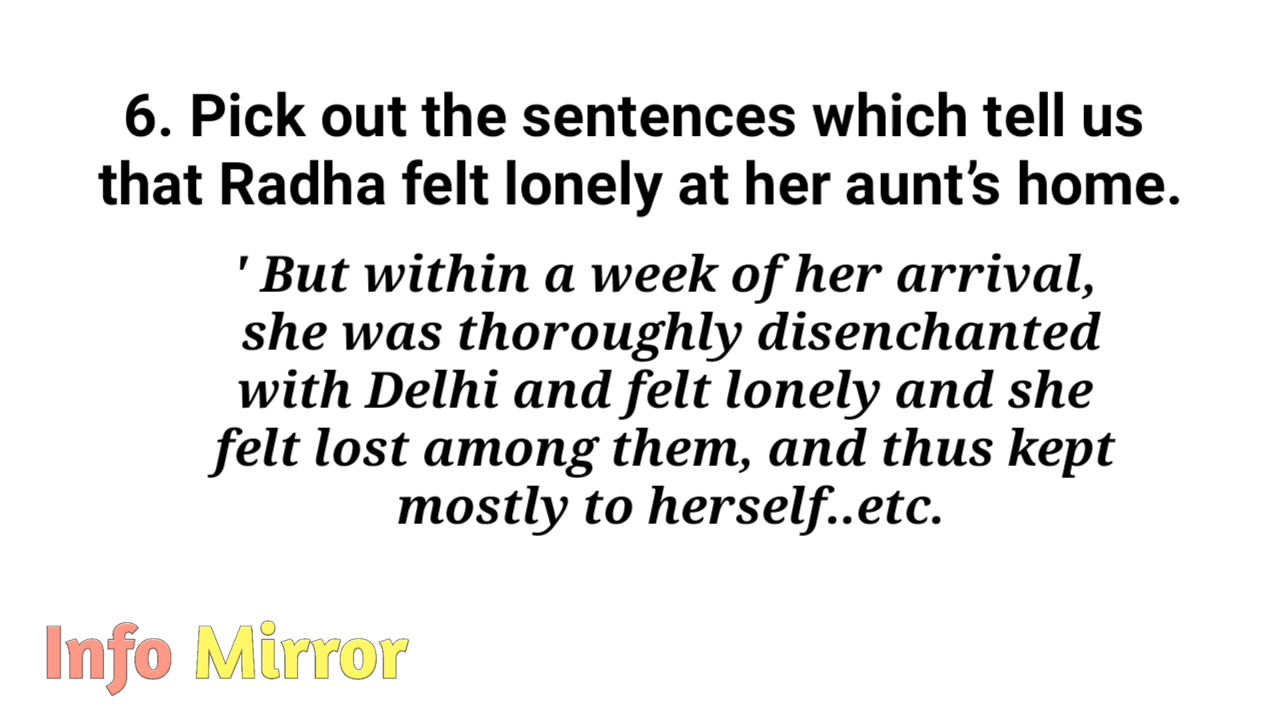 6. Pick out the sentences which tell us
that Radha felt lonely at her aunt’s home.
' But within a week of her arrival,
she was thoroughly disenchanted
with Delhi and felt lonely and she
felt lost among them, and thus kept
mostly to herself..etc.
Info Mirror